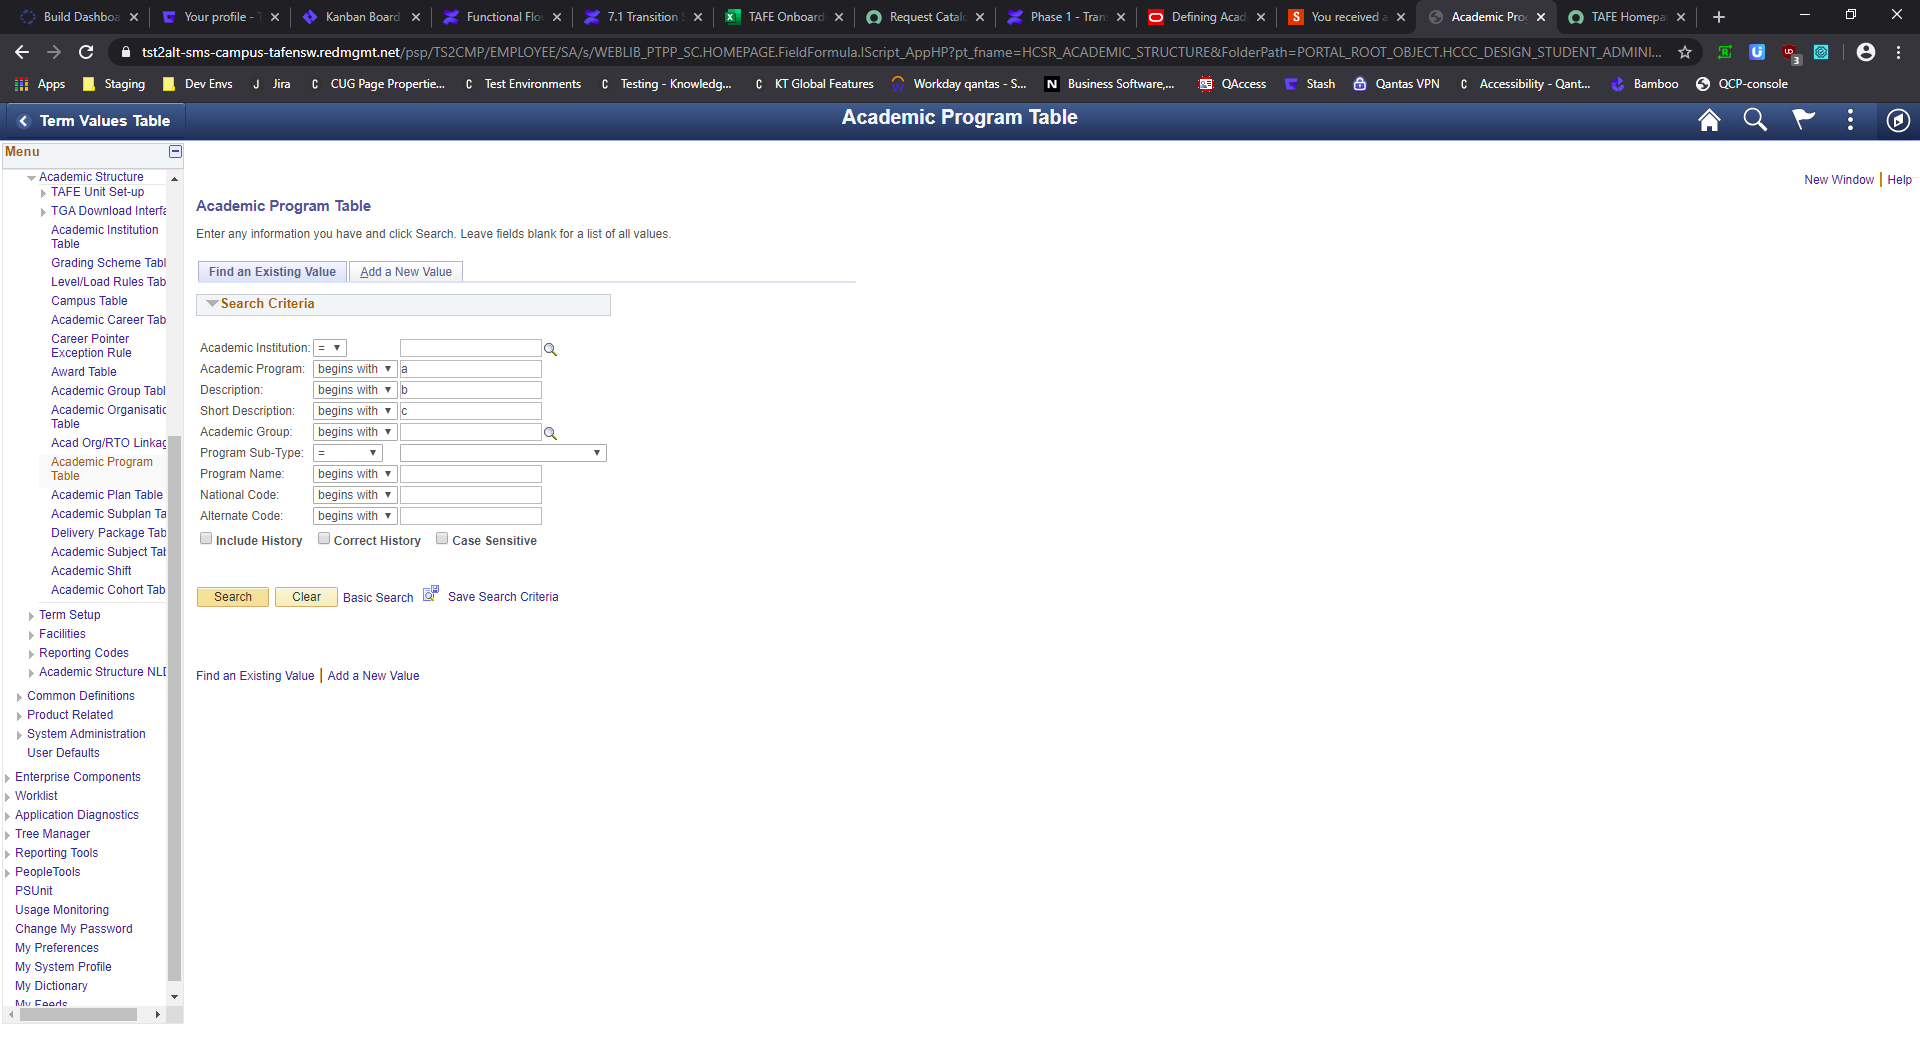 Build Dashboa
Your profile - T
Kanban Board
Functional Flo
7.1 Transition S
TAFE Onboard
Request Catalo
Phase 1 - Tran
Defining Acad
You received a
Academic Prog
TAFE Homepa
tst2alt-sms-campus-tafensw.redmgmt.net/psp/TS2CMP/EMPLOYEE/SA/s/WEBLIB_PTPP_SC.HOMEPAGE.FieldFormula.IScript_AppHP?pt_fname=HCSR_ACADEMIC_STRUCTURE&FolderPath=PORTAL_ROOT_OBJECT.HCCC_DESIGN_STUDENT_ADMINI...
3
Apps
Staging
Dev Envs
J Jira
C CUG Page Propertie...
C Test Environments
C Testing - Knowledg...
C KT Global Features
Workday qantas - S...
N Business Software,...
QAccess
Stash
Qantas VPN
C Accessibility - Qant...
Bamboo
QCP-console
Term Values Table
Academic Program Table
Menu
Academic Structure
TAFE Unit Set-up
TGA Download Interfa
Academic Institution
Table
Grading Scheme Tabl
Level/Load Rules Tab
Campus Table
Academic Career Tab
Career Pointer
Exception Rule
Award Table
Academic Group Tabl
Academic Organisatio
Table
Acad Org/RTO Linkag
Academic Program
Table
Academic Plan Table
Academic Subplan Ta
Delivery Package Tab
Academic Subject Tab
Academic Shift
Academic Cohort Tab
Term Setup
Facilities
Reporting Codes
Academic Structure NLD
Common Definitions
Product Related
System Administration
User Defaults
Enterprise Components
Worklist
Application Diagnostics
Tree Manager
Reporting Tools
PeopleTools
PSUnit
Usage Monitoring
Change My Password
My Preferences
My System Profile
My Dictionary
My Feeds
New Window | Help
Academic Program Table
Enter any information you have and click Search. Leave fields blank for a list of all values.
Find an Existing Value
Add a New Value
Search Criteria
Academic Institution: =
Academic Program: begins with a
Description: begins with b
Short Description: begins with c
Academic Group: begins with
Program Sub-Type: =
Program Name: begins with
National Code: begins with
Alternate Code: begins with
Include History Correct History Case Sensitive
Search Clear Basic Search Save Search Criteria
Find an Existing Value | Add a New Value